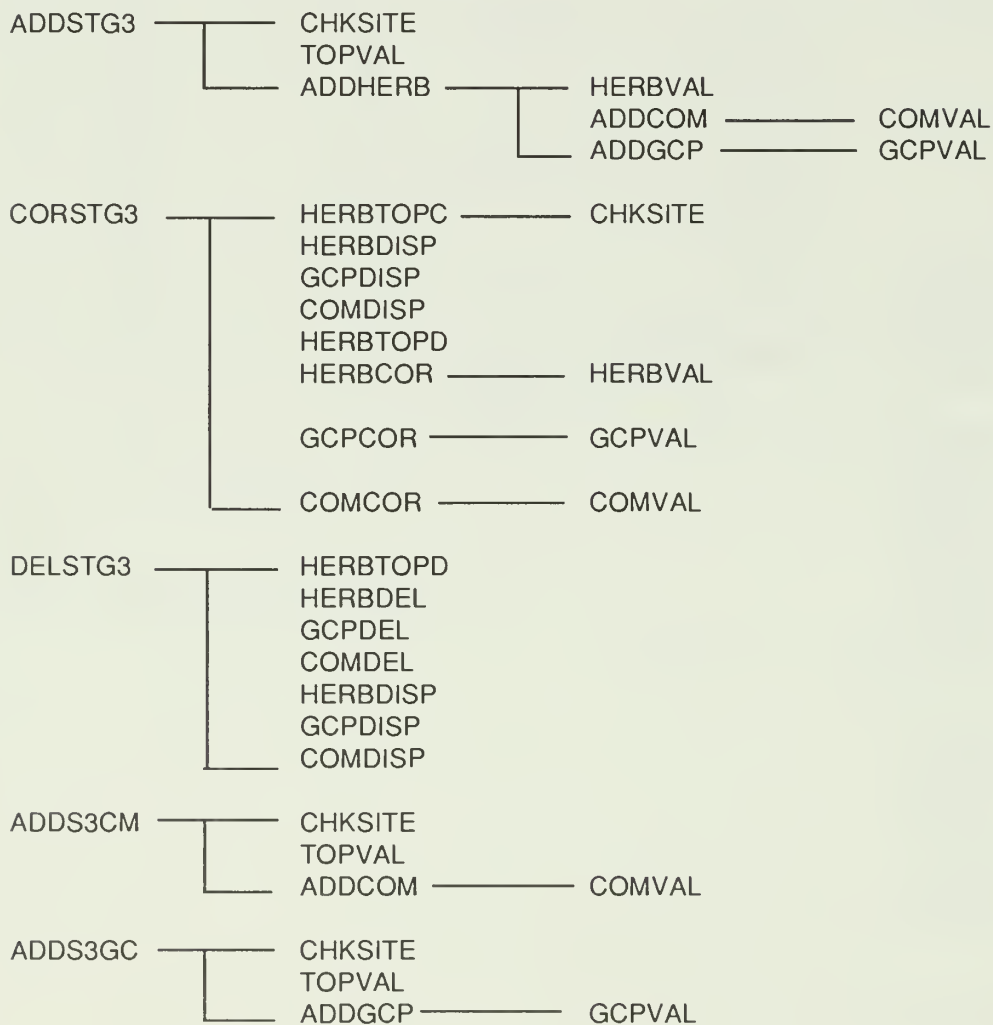 ADDSTG3 CHKSITE
TOPVAL
ADDHERB HERBVAL
ADDCOM COMVAL
ADDGCP GCPVAL
CORSTG3 HERBTOPC CHKSITE
HERBDISP
GCPDISP
COMDISP
HERBTOPD
HERBCOR HERBVAL
GCPCOR GCPVAL
COMCOR COMVAL
DELSTG3 HERBTOPD
HERBDEL
GCPDEL
COMDEL
HERBDISP
GCPDISP
COMDISP
ADDS3CM CHKSITE
TOPVAL
ADDCOM COMVAL
ADDS3GC CHKSITE
TOPVAL
ADDGCP GCPVAL